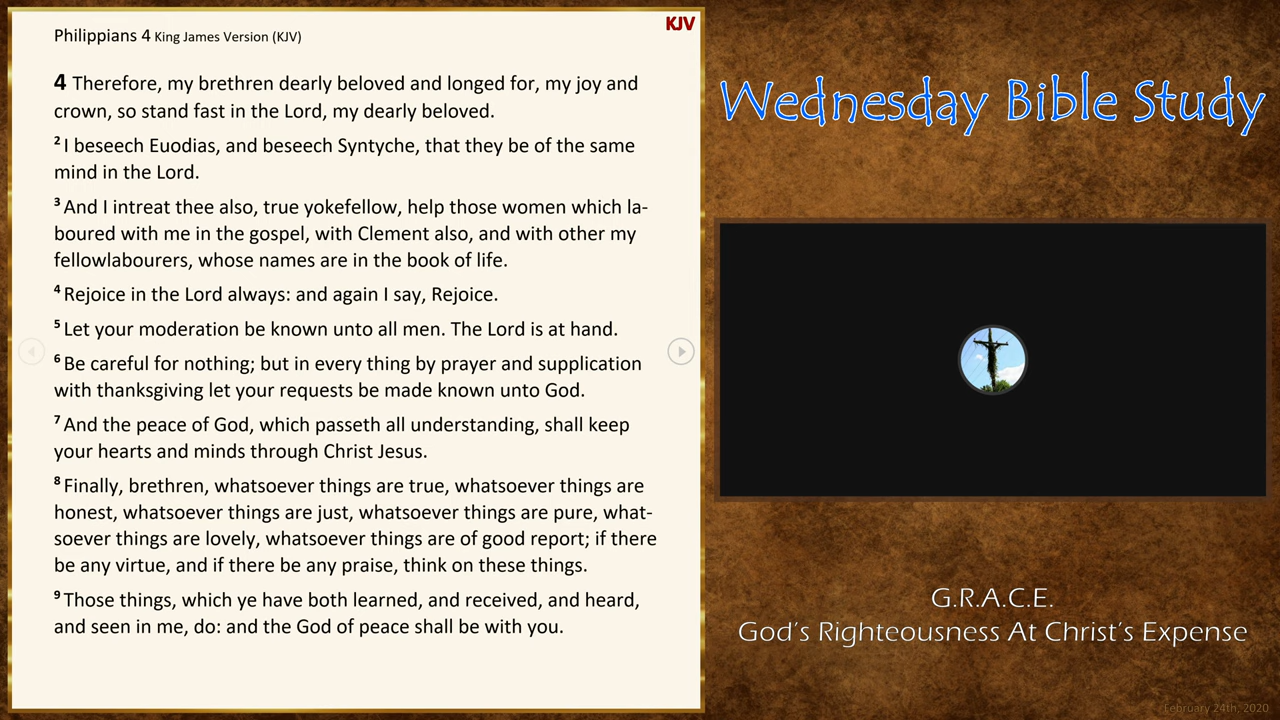 KJV
Philippians 4 King James Version (KJV)
4 Therefore, my brethren dearly beloved and longed for, my joy and
crown, so stand fast in the Lord, my dearly beloved.
2 I beseech Euodias, and beseech Syntyche, that they be of the same
mind in the Lord.
3 And I intreat thee also, true yokefellow, help those women which la-
boured with me in the gospel, with Clement also, and with other my
fellowlabourers, whose names are in the book of life.
4 Rejoice in the Lord always: and again I say, Rejoice.
5 Let your moderation be known unto all men. The Lord is at hand.
6 Be careful for nothing; but in every thing by prayer and supplication
with thanksgiving let your requests be made known unto God.
7 And the peace of God, which passeth all understanding, shall keep
your hearts and minds through Christ Jesus.
8 Finally, brethren, whatsoever things are true, whatsoever things are
honest, whatsoever things are just, whatsoever things are pure, what-
soever things are lovely, whatsoever things are of good report; if there
be any virtue, and if there be any praise, think on these things.
9 Those things, which ye have both learned, and received, and heard,
and seen in me, do: and the God of peace shall be with you.
Wednesday Bible Study
G.R.A.C.E.
God's Righteousness At Christ's Expense
February 24th, 2020